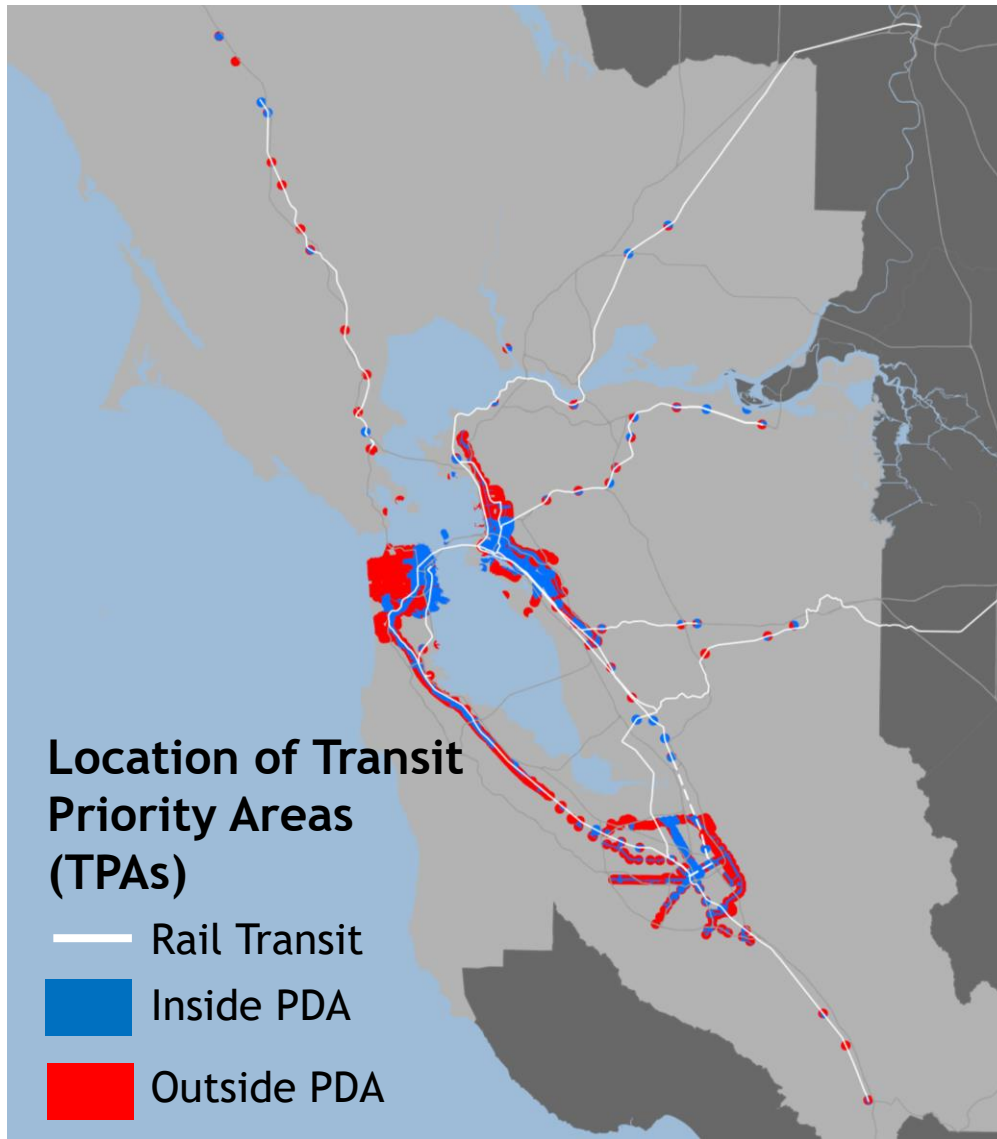 Location of Transit
Priority Areas
(TPAs)
Rail Transit
Inside PDA
Outside PDA